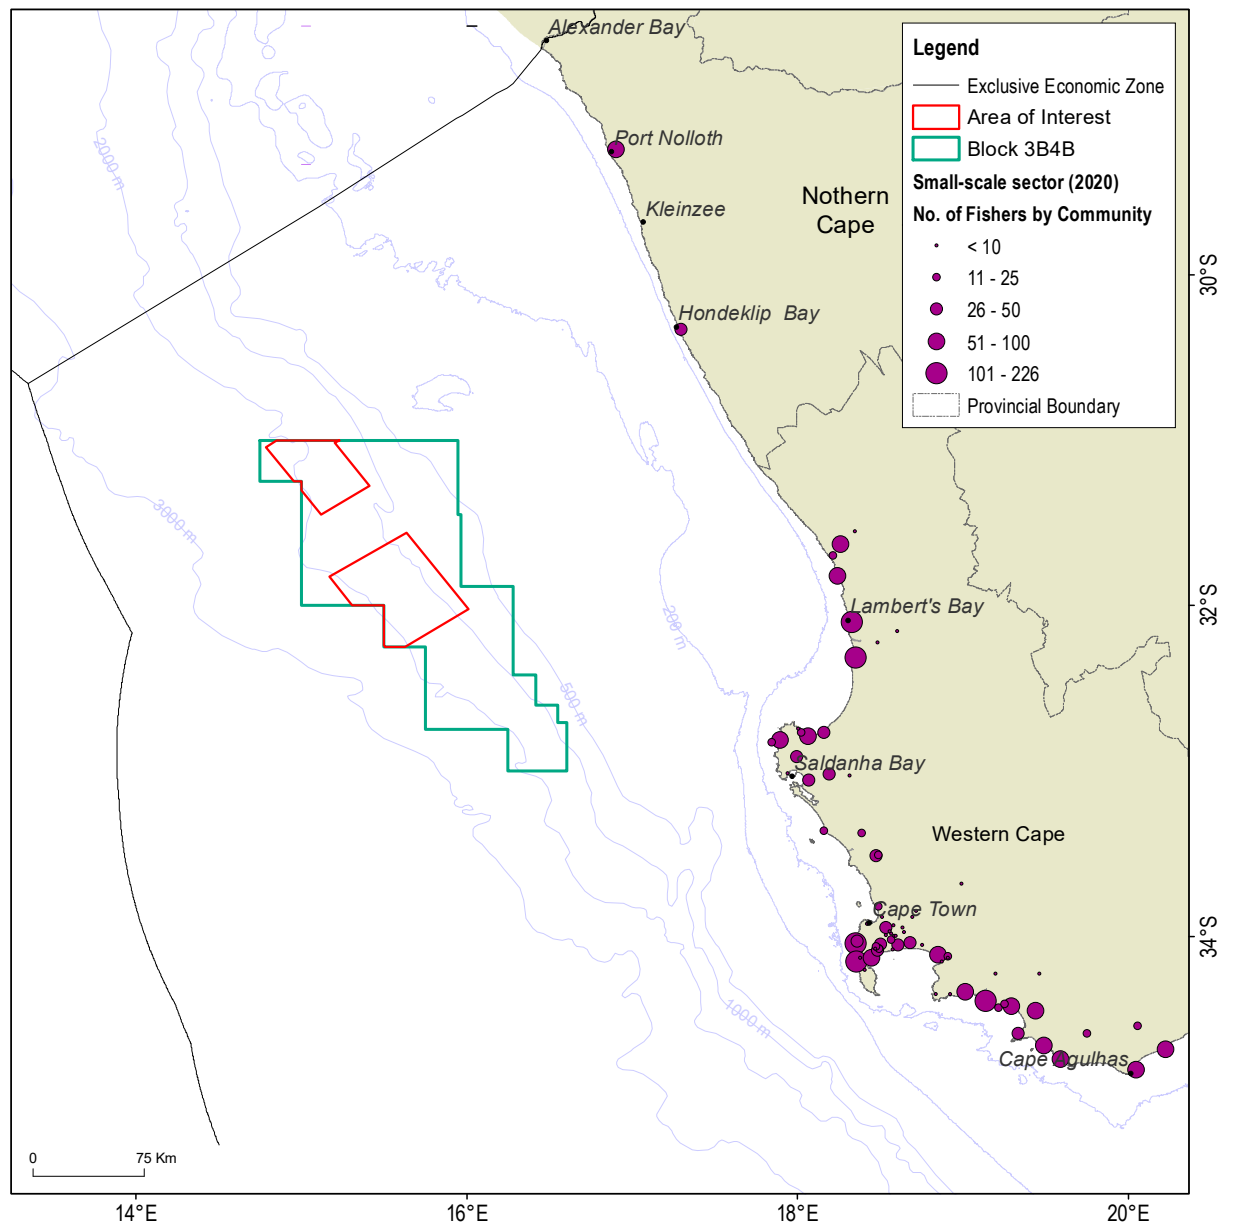 Alexander Bay
Port Nolloth
Kleinzee
Nothern
Cape
Hondeklip Bay
Lambert's Bay
Saldanha Bay
Western Cape
Cape Town
Cape Agulhas
2000 m
3000 m
200 m
500 m
1000 m
Legend
Exclusive Economic Zone
Area of Interest
Block 3B4B
Small-scale sector (2020)
No. of Fishers by Community
< 10
11 - 25
26 - 50
51 - 100
101 - 226
Provincial Boundary
30°S
32°S
34°S
0 75 Km
14°E 16°E 18°E 20°E